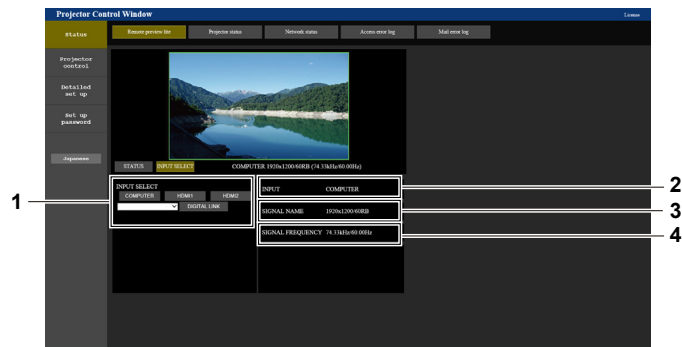 Projector Control Window
License
Status
Remote preview lite
Projector status
Network status
Access error log
Mail error log
Projector
control
Detailed
set up
Set up
password
Japanese
STATUS
INPUT SELECT
COMPUTER 1920x1200/60RB (74.33kHz/60.00Hz)
1
INPUT SELECT
COMPUTER
HDMI1
HDMI2
DIGITAL LINK
INPUT COMPUTER
2
SIGNAL NAME 1920x1200/60RB
3
SIGNAL FREQUENCY 74.33kHz/60.00Hz
4